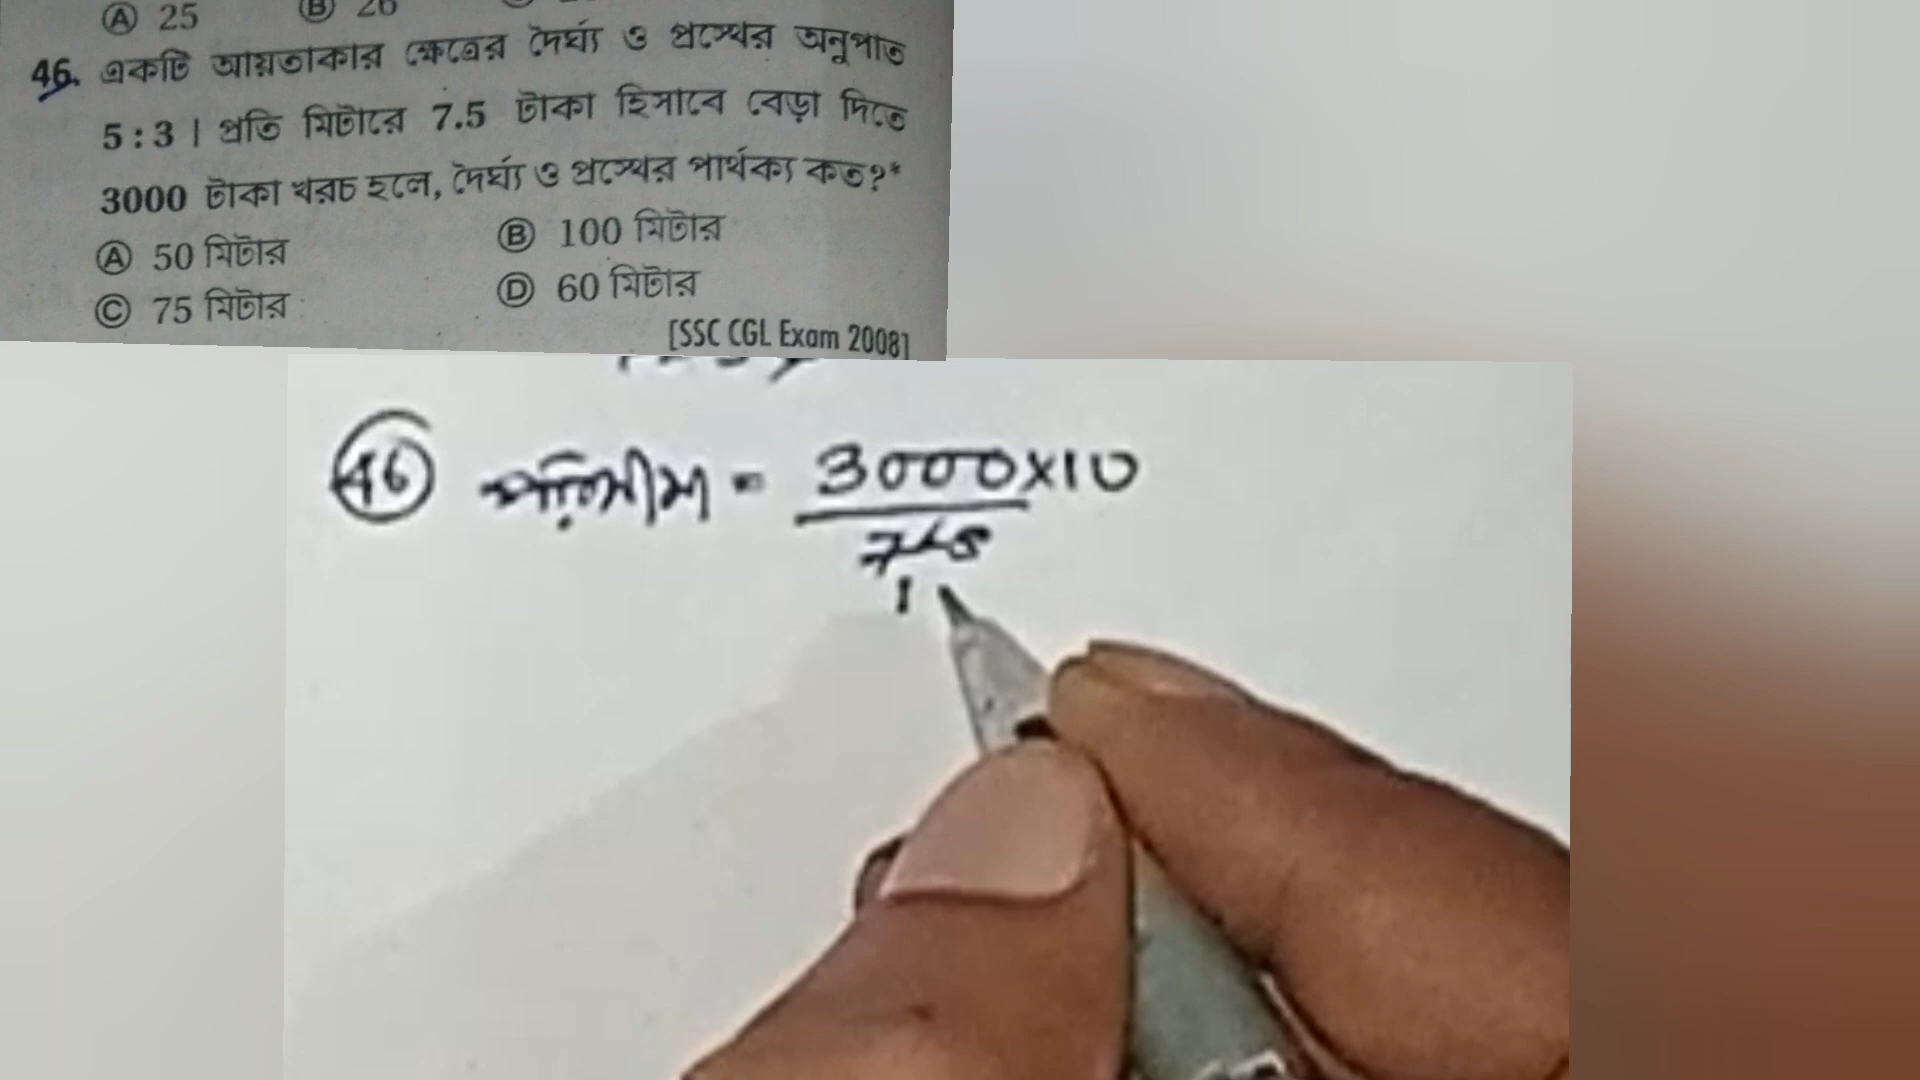 Ⓐ 25 Ⓑ 26
46. একটি আয়তাকার ক্ষেত্রের দৈর্ঘ্য ও প্রস্থের অনুপাত
5 : 3 । প্রতি মিটারে 7.5 টাকা হিসাবে বেড়া দিতে
3000 টাকা খরচ হলে, দৈর্ঘ্য ও প্রস্থের পার্থক্য কত?*
Ⓐ 50 মিটার Ⓑ 100 মিটার
Ⓒ 75 মিটার Ⓓ 60 মিটার
[SSC CGL Exam 2008]
46 পরিসীমা = 3000×10
75
1